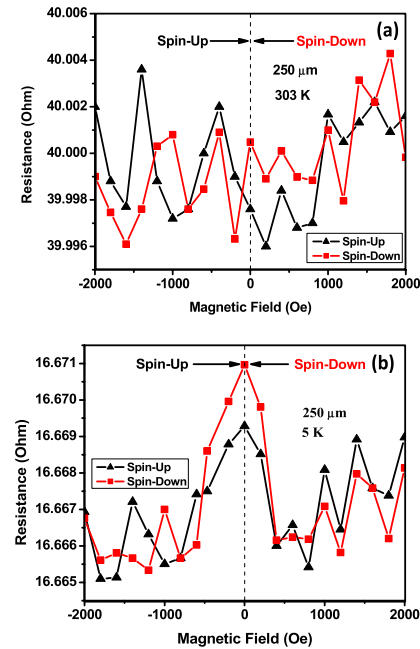 (a)
Spin-Up Spin-Down
250 μm
303 K
40.006
40.004
40.002
40.000
39.998
39.996
Resistance (Ohm)
Spin-Up
Spin-Down
-2000 -1000 0 1000 2000
Magnetic Field (Oe)
(b)
Spin-Up Spin-Down
250 μm
5 K
16.671
16.670
16.669
16.668
16.667
16.666
16.665
Resistance (Ohm)
Spin-Up
Spin-Down
-2000 -1000 0 1000 2000
Magnetic Field (Oe)